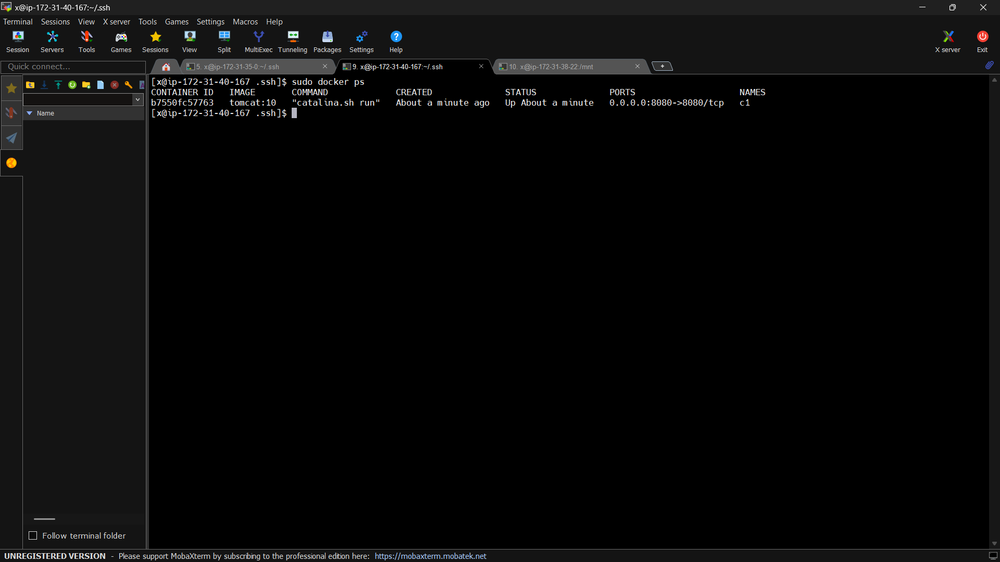 x@ip-172-31-40-167:~/.ssh
Terminal Sessions View X server Tools Games Settings Macros Help
Session Servers Tools Games Sessions View Split MultiExec Tunneling Packages Settings Help X server Exit
Quick connect...
5. x@ip-172-31-35-0:~/.ssh
9. x@ip-172-31-40-167:~/.ssh
10. x@ip-172-31-38-22:/mnt
Name
[x@ip-172-31-40-167 .ssh]$ sudo docker ps
CONTAINER ID IMAGE COMMAND CREATED STATUS PORTS NAMES
b7550fc57763 tomcat:10 "catalina.sh run" About a minute ago Up About a minute 0.0.0.0:8080->8080/tcp c1
[x@ip-172-31-40-167 .ssh]$
Follow terminal folder
UNREGISTERED VERSION - Please support MobaXterm by subscribing to the professional edition here: https://mobaxterm.mobatek.net